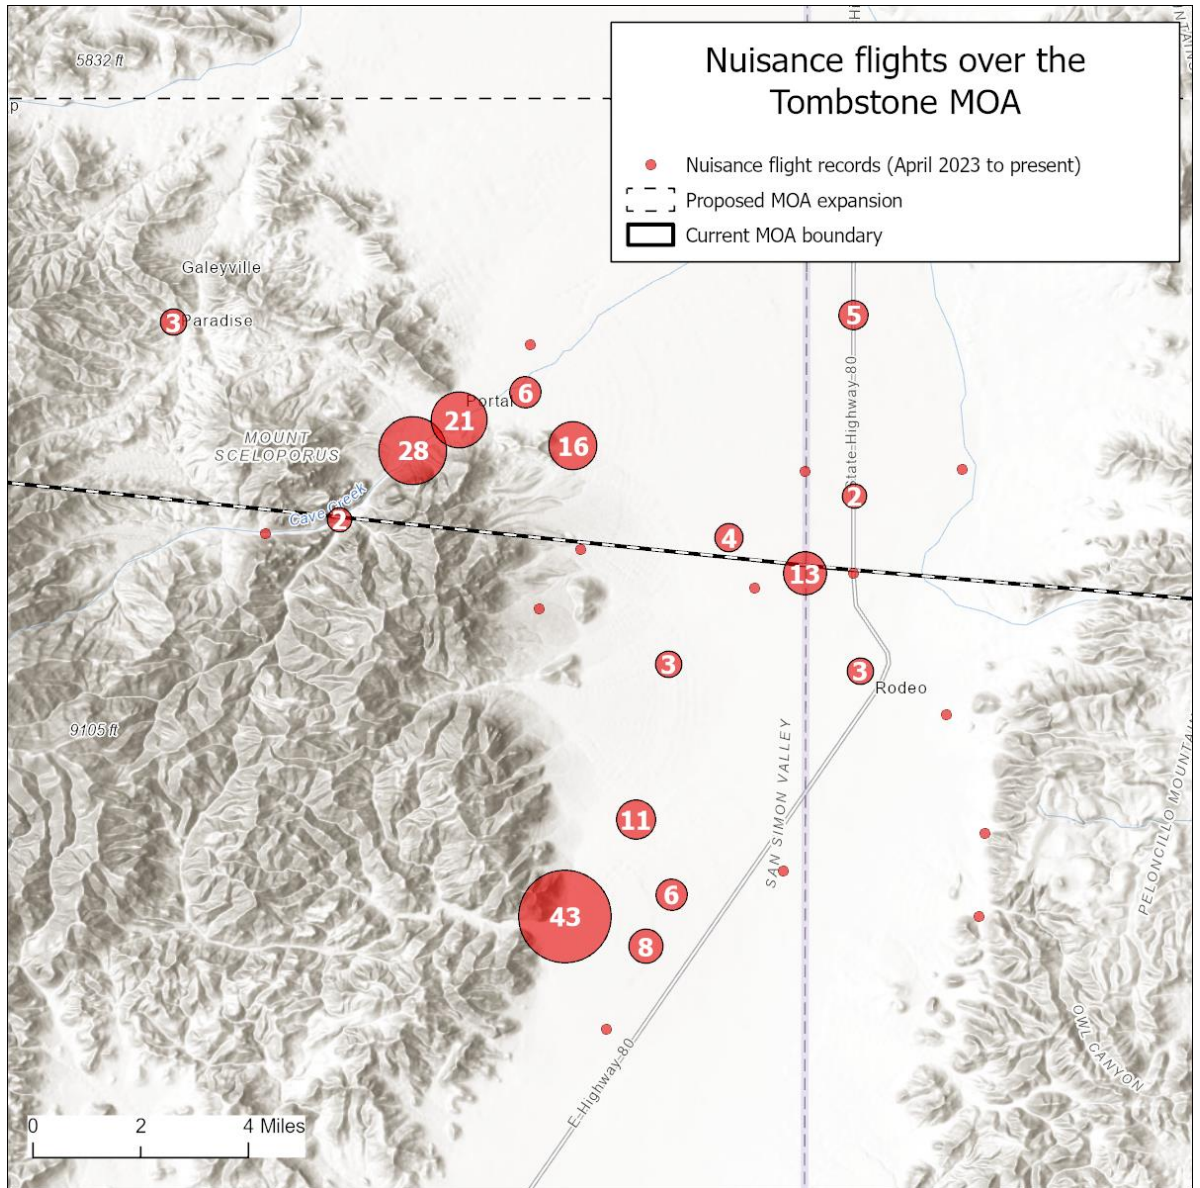 5832 ft
p
Hi
NTAINS
Nuisance flights over the
Tombstone MOA
Nuisance flight records (April 2023 to present)
Proposed MOA expansion
Current MOA boundary
Galeyville
3
Paradise
5
State Highway 80
6
Portal
21
28
16
MOUNT
SCELOPORUS
2
Cave Creek
2
4
13
3
3
Rodeo
9105 ft
SAN SIMON VALLEY
PELONCILLO MOUNTAIN
11
6
43
8
OWL CANYON
E Highway 80
0 2 4 Miles